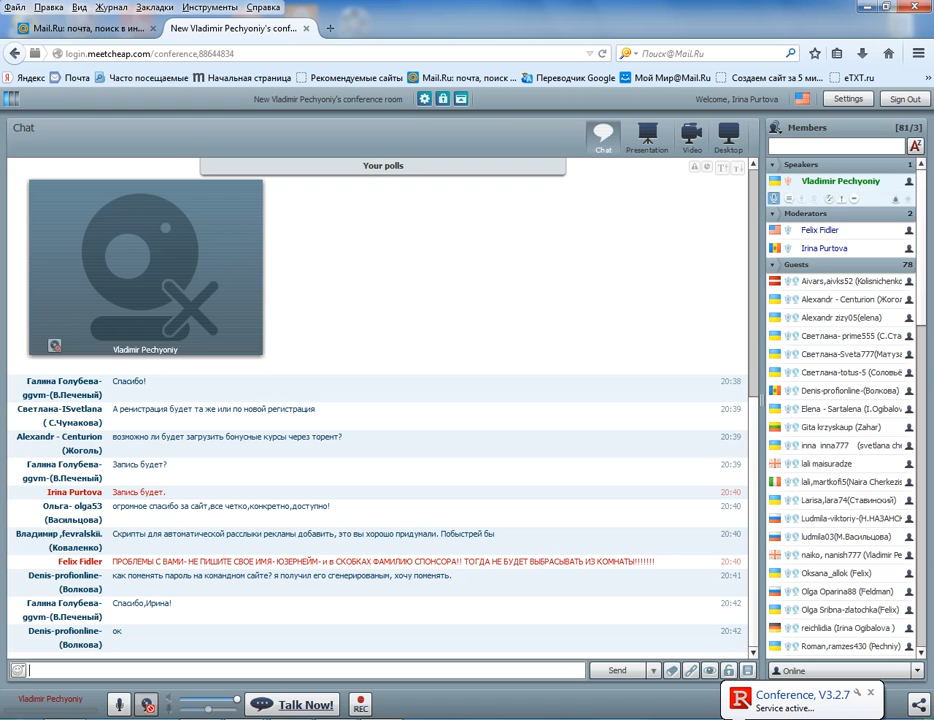 Файл Правка Вид Журнал Закладки Инструменты Справка
Mail.Ru: почта, поиск в ин... New Vladimir Pechyoniy's conf...
login.meetcheap.com/conference,88644834 Поиск@Mail.Ru
Яндекс Почта Часто посещаемые Начальная страница Рекомендуемые сайты Mail.Ru: почта, поиск ... Переводчик Google Мой Мир@Mail.Ru Создаем сайт за 5 ми... eTXT.ru
New Vladimir Pechyoniy's conference room Welcome, Irina Purtova Settings Sign Out
Chat
Chat Presentation Video Desktop
Your polls
Vladimir Pechyoniy
Галина Голубева- Спасибо! 20:38
ggvm-(В.Печеный)
Светлана-ISvetlana А ренистрация будет та же или по новой регистрация 20:39
( С.Чумакова)
Alexandr - Centurion возможно ли будет загрузить бонусные курсы через торент? 20:39
(Жоголь)
Галина Голубева- Запись будет? 20:39
ggvm-(В.Печеный)
Irina Purtova Запись будет. 20:40
Ольга- olga53 огромное спасибо за сайт,все четко,конкретно,доступно! 20:40
(Васильцова)
Владимир ,fevralskii. Скрипты для автоматической расслыки рекламы добавить, это вы хорошо придумали. Побыстрей бы 20:40
(Коваленко)
Felix Fidler ПРОБЛЕМЫ С ВАМИ- НЕ ПИШИТЕ СВОЕ ИМЯ- ЮЗЕРНЕЙМ- и в СКОБКАХ ФАМИЛИЮ СПОНСОРА!! ТОГДА НЕ БУДЕТ ВЫБРАСЫВАТЬ ИЗ КОМНАТЫ!!!!!!! 20:40
Denis-profionline- как поменять пароль на командном сайте? я получил его сгенерированым, хочу поменять. 20:41
(Волкова)
Галина Голубева- Спасибо,Ирина! 20:42
ggvm-(В.Печеный)
Denis-profionline- ок 20:42
(Волкова)
Send
Vladimir Pechyoniy Talk Now! REC
Members [81/3]
Speakers 1
Vladimir Pechyoniy
Moderators 2
Felix Fidler
Irina Purtova
Guests 78
Aivars,aivks52 (Kolisnichenko
Alexandr - Centurion (Жогол
Alexandr zizy05(elena)
Светлана- prime555 (С.Ста
Светлана-Sveta777(Матуза
Светлана-totus-5 (Соловьё
Denis-profionline-(Волкова)
Elena - Sartalena (I.Ogibalov
Gita krzyskaup (Zahar)
inna inna777 (svetlana che
lali maisuradze
lali,martkofi5(Naira Cherkezis
Larisa,lara74(Ставинский)
Ludmila-viktoriy-(Н.НАЗАНС
ludmila03(М.Васильцова)
naiko, nanish777 (Vladimir Pe
Oksana_allok (Felix)
Olga Oparina88 (Feldman)
Olga Sribna-zlatochka(Felix)
reichlidia (Irina Ogibalova )
Roman,ramzes430 (Pechniy)
Online
Conference, V3.2.7
Service active...